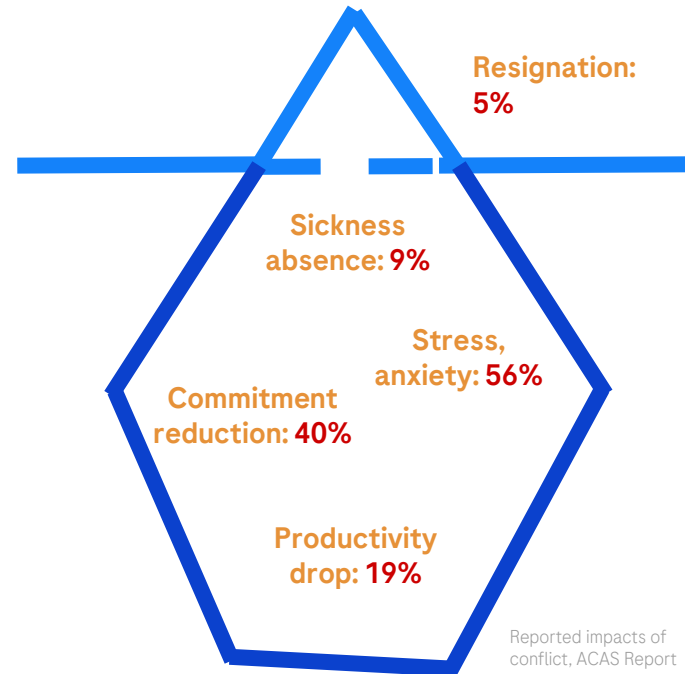 Resignation:
5%
Sickness
absence: 9%
Stress,
anxiety: 56%
Commitment
reduction: 40%
Productivity
drop: 19%
Reported impacts of
conflict, ACAS Report